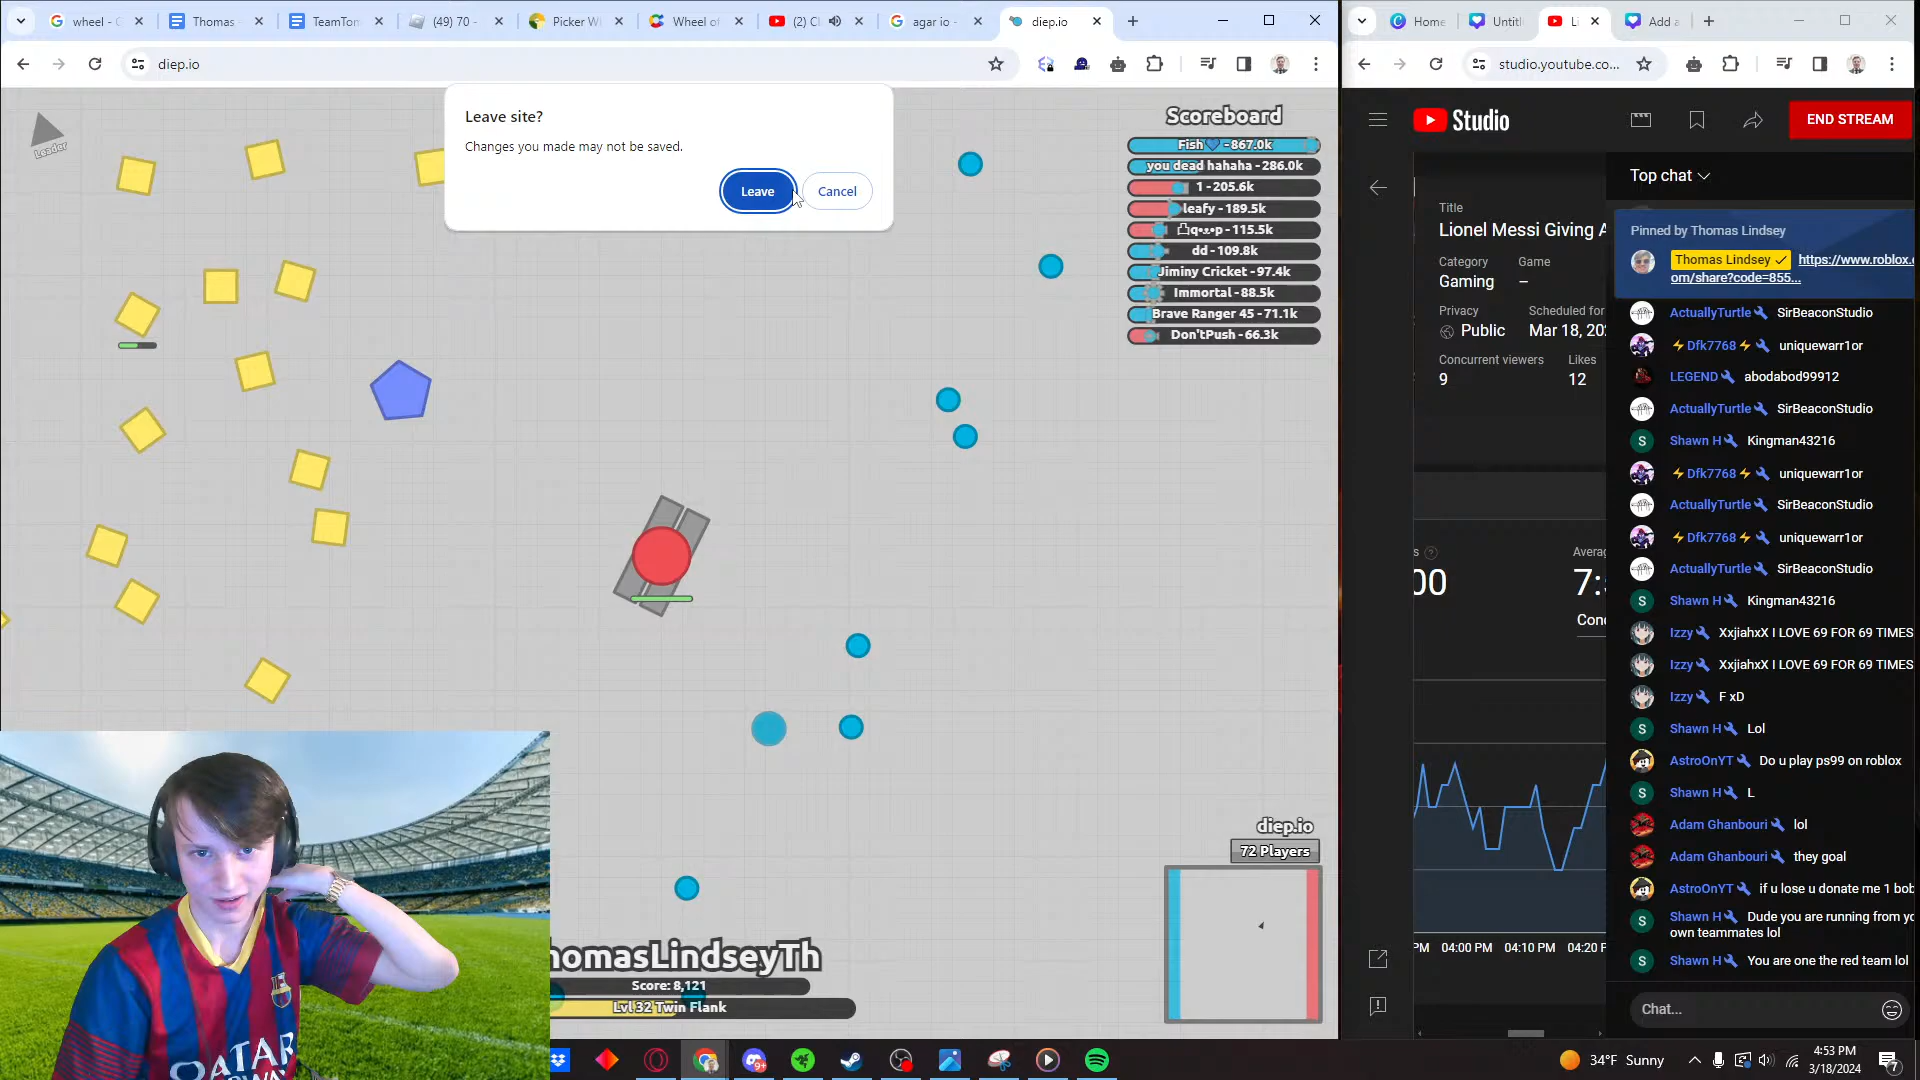 wheel - G
Thomas
TeamTom
(49) 70 -
Picker W
Wheel of
(2) C
agar io -
diep.io
Home
Untit
Li
Add a
diep.io
studio.youtube.co...
Leader
Leave site?
Changes you made may not be saved.
Leave
Cancel
Scoreboard
Fish💙 - 867.0k
you dead hahaha - 286.0k
1 - 205.6k
leafy - 189.5k
dd - 109.8k
Jiminy Cricket - 97.4k
Immortal - 88.5k
Brave Ranger 45 - 71.1k
Don'tPush - 66.3k
diep.io
72 Players
homasLindseyTh
Score: 8,121
Lvl 32 Twin Flank
QATAR
Studio
END STREAM
Title
Lionel Messi Giving A
Category
Game
Gaming
–
Privacy
Scheduled for
Public
Mar 18, 202
Concurrent viewers
Likes
9
12
Averag
00
7:
Conc
PM 04:00 PM 04:10 PM 04:20 P
Top chat
Pinned by Thomas Lindsey
Thomas Lindsey ✓ https://www.roblox.c
om/share?code=855...
ActuallyTurtle SirBeaconStudio
⚡Dfk7768⚡ uniquewarr1or
LEGEND abodabod99912
ActuallyTurtle SirBeaconStudio
S Shawn H Kingman43216
⚡Dfk7768⚡ uniquewarr1or
ActuallyTurtle SirBeaconStudio
⚡Dfk7768⚡ uniquewarr1or
ActuallyTurtle SirBeaconStudio
S Shawn H Kingman43216
Izzy XxjiahxX I LOVE 69 FOR 69 TIMES
Izzy XxjiahxX I LOVE 69 FOR 69 TIMES
Izzy F xD
S Shawn H Lol
AstroOnYT Do u play ps99 on roblox
S Shawn H L
Adam Ghanbouri lol
Adam Ghanbouri they goal
AstroOnYT if u lose u donate me 1 bob
S Shawn H Dude you are running from yo
own teammates lol
S Shawn H You are one the red team lol
Chat...
34°F Sunny
4:53 PM
3/18/2024
7